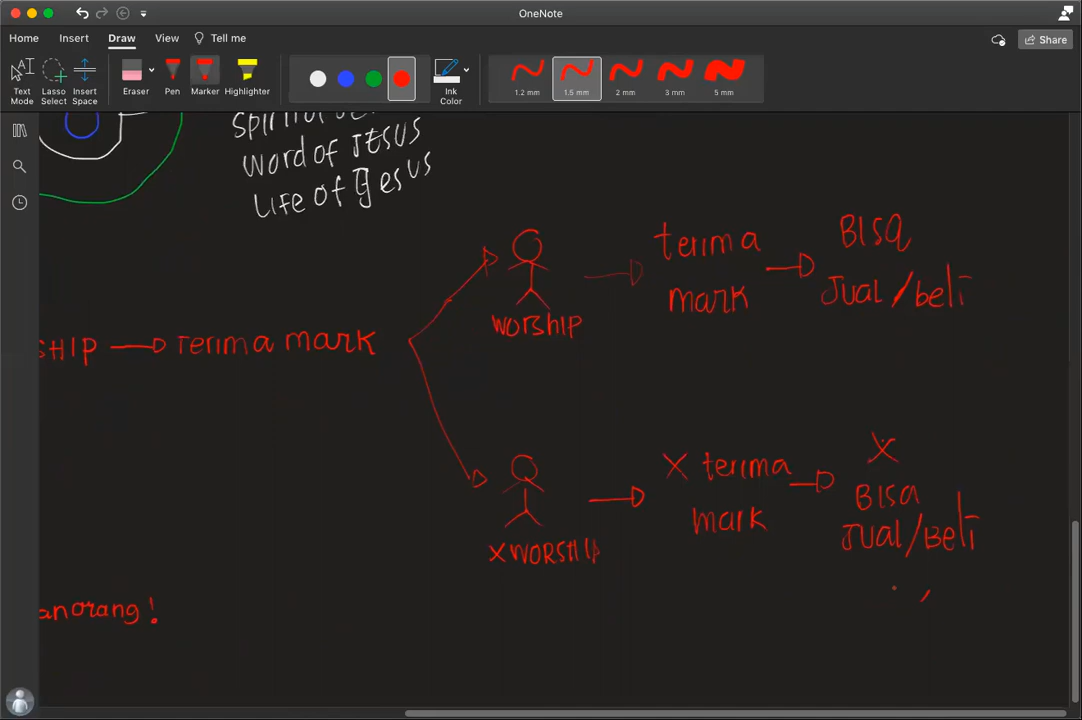 OneNote
Home Insert Draw View Tell me
Share
Text Mode
Lasso Select
Insert Space
Eraser
Pen
Marker
Highlighter
Ink Color
1.2 mm
1.5 mm
2 mm
3 mm
5 mm
word of Jesus
Life of Jesus
SHIP → Terima mark
WORSHIP
terima
mark
BISA
Jual/beli
X WORSHIP
X terima
mark
X
BISA
Jual/Beli
an orang!